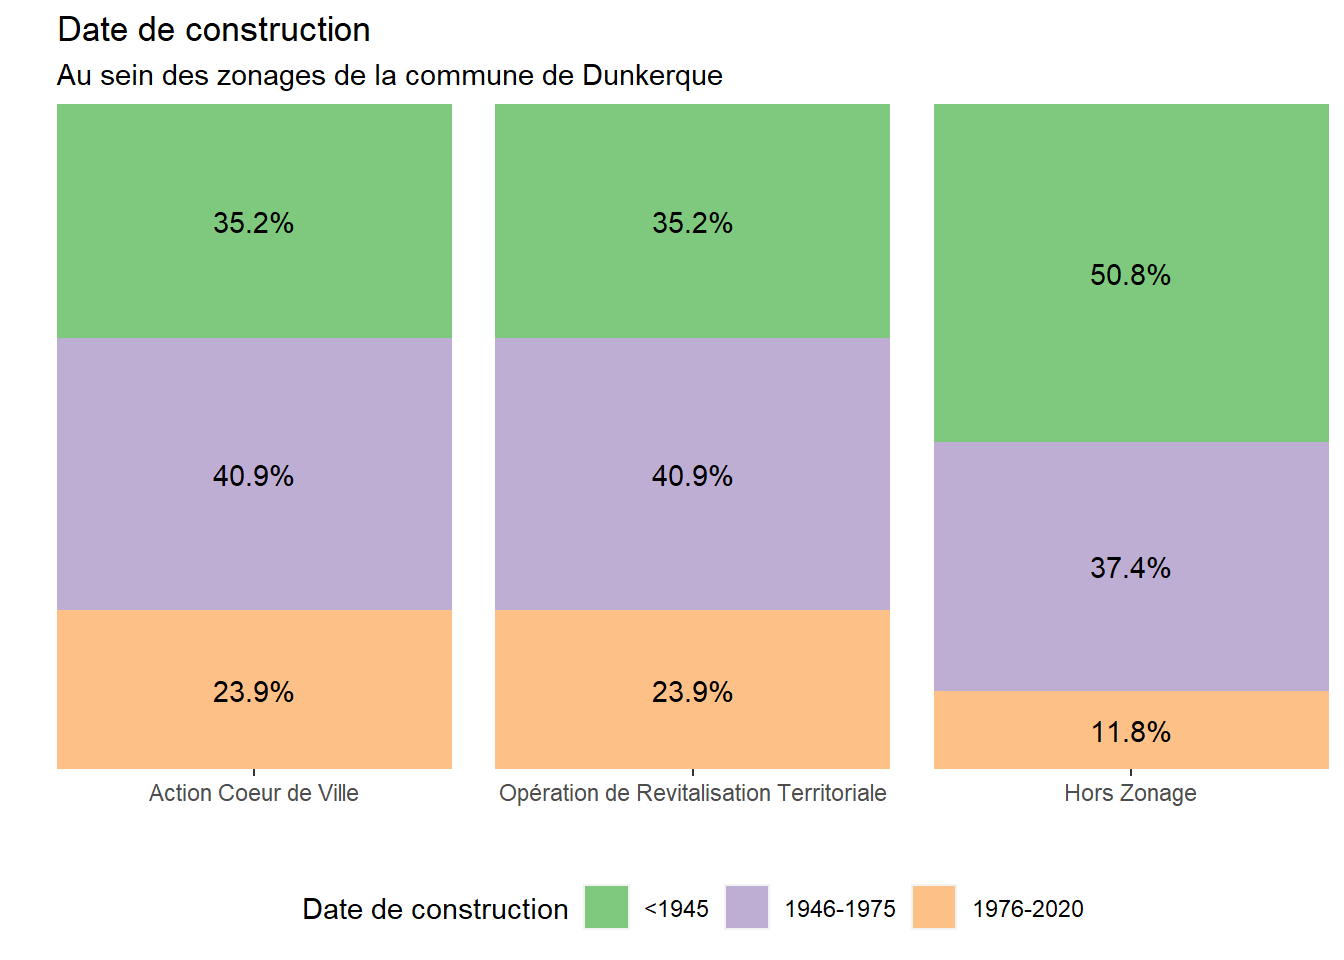 Date de construction
Au sein des zonages de la commune de Dunkerque
35.2% 35.2% 50.8%
40.9% 40.9% 37.4%
23.9% 23.9% 11.8%
Action Coeur de Ville Opération de Revitalisation Territoriale Hors Zonage
Date de construction <1945 1946-1975 1976-2020